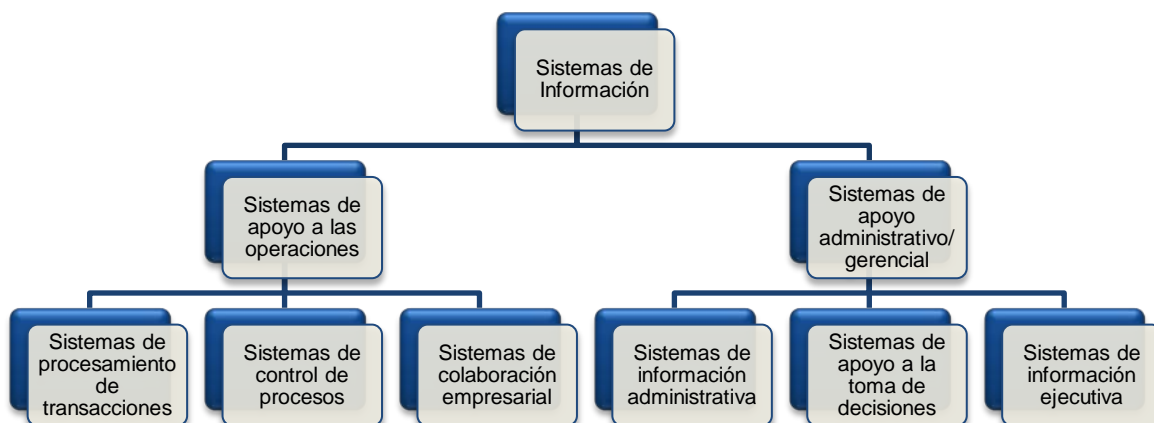 Sistemas de
Información
Sistemas de
apoyo a las
operaciones
Sistemas de
apoyo
administrativo/
gerencial
Sistemas de
procesamiento
de
transacciones
Sistemas de
control de
procesos
Sistemas de
colaboración
empresarial
Sistemas de
información
administrativa
Sistemas de
apoyo a la
toma de
decisiones
Sistemas de
información
ejecutiva